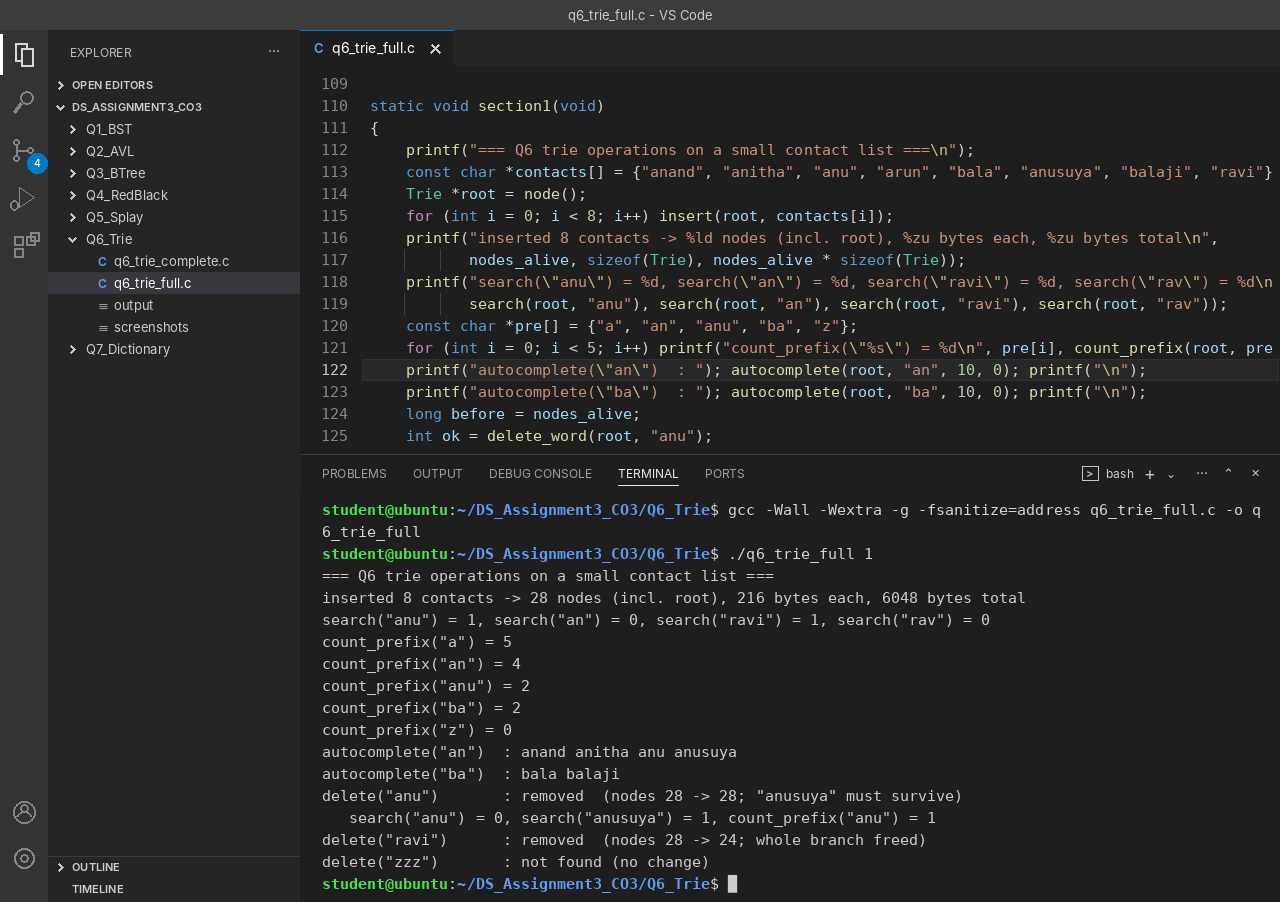 q6_trie_full.c - VS Code
EXPLORER ···
OPEN EDITORS
DS_ASSIGNMENT3_CO3
Q1_BST
Q2_AVL
Q3_BTree
Q4_RedBlack
Q5_Splay
Q6_Trie
C q6_trie_complete.c
C q6_trie_full.c
≡ output
≡ screenshots
Q7_Dictionary
OUTLINE
TIMELINE
4
C q6_trie_full.c ×
109
110 static void section1(void)
111 {
112     printf("=== Q6 trie operations on a small contact list ===\n");
113     const char *contacts[] = {"anand", "anitha", "anu", "arun", "bala", "anusuya", "balaji", "ravi"}
114     Trie *root = node();
115     for (int i = 0; i < 8; i++) insert(root, contacts[i]);
116     printf("inserted 8 contacts -> %ld nodes (incl. root), %zu bytes each, %zu bytes total\n",
117            nodes_alive, sizeof(Trie), nodes_alive * sizeof(Trie));
118     printf("search(\"anu\") = %d, search(\"an\") = %d, search(\"ravi\") = %d, search(\"rav\") = %d\n
119            search(root, "anu"), search(root, "an"), search(root, "ravi"), search(root, "rav"));
120     const char *pre[] = {"a", "an", "anu", "ba", "z"};
121     for (int i = 0; i < 5; i++) printf("count_prefix(\"%s\") = %d\n", pre[i], count_prefix(root, pre
122     printf("autocomplete(\"an\")  : "); autocomplete(root, "an", 10, 0); printf("\n");
123     printf("autocomplete(\"ba\")  : "); autocomplete(root, "ba", 10, 0); printf("\n");
124     long before = nodes_alive;
125     int ok = delete_word(root, "anu");
PROBLEMS OUTPUT DEBUG CONSOLE TERMINAL PORTS bash + ··· ×
student@ubuntu:~/DS_Assignment3_CO3/Q6_Trie$ gcc -Wall -Wextra -g -fsanitize=address q6_trie_full.c -o q
6_trie_full
student@ubuntu:~/DS_Assignment3_CO3/Q6_Trie$ ./q6_trie_full 1
=== Q6 trie operations on a small contact list ===
inserted 8 contacts -> 28 nodes (incl. root), 216 bytes each, 6048 bytes total
search("anu") = 1, search("an") = 0, search("ravi") = 1, search("rav") = 0
count_prefix("a") = 5
count_prefix("an") = 4
count_prefix("anu") = 2
count_prefix("ba") = 2
count_prefix("z") = 0
autocomplete("an")  : anand anitha anu anusuya
autocomplete("ba")  : bala balaji
delete("anu")       : removed  (nodes 28 -> 28; "anusuya" must survive)
   search("anu") = 0, search("anusuya") = 1, count_prefix("anu") = 1
delete("ravi")      : removed  (nodes 28 -> 24; whole branch freed)
delete("zzz")       : not found (no change)
student@ubuntu:~/DS_Assignment3_CO3/Q6_Trie$